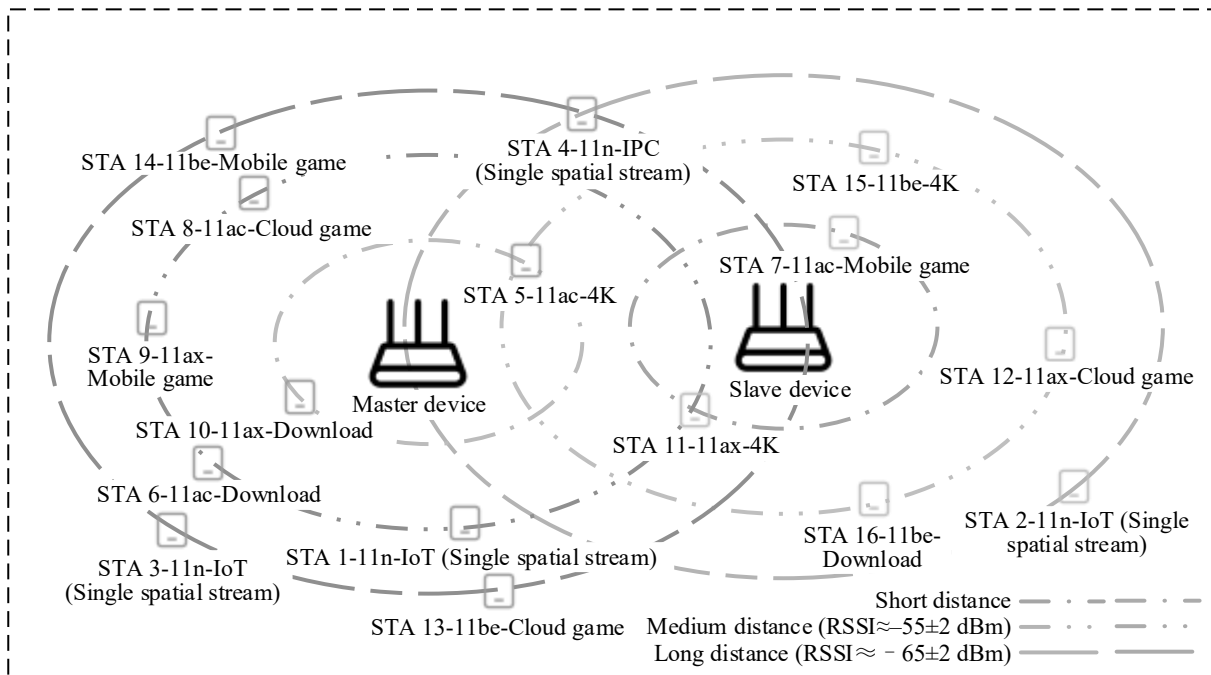 STA 4-11n-IPC
(Single spatial stream)
STA 14-11be-Mobile game
STA 15-11be-4K
STA 8-11ac-Cloud game
STA 7-11ac-Mobile game
STA 5-11ac-4K
STA 9-11ax-
Mobile game
Master device
Slave device
STA 12-11ax-Cloud game
STA 10-11ax-Download
STA 11-11ax-4K
STA 6-11ac-Download
STA 1-11n-IoT (Single spatial stream)
STA 16-11be-
Download
STA 2-11n-IoT (Single
spatial stream)
STA 3-11n-IoT
(Single spatial stream)
STA 13-11be-Cloud game
Short distance
Medium distance (RSSI≈–55±2 dBm)
Long distance (RSSI≈ - 65±2 dBm)